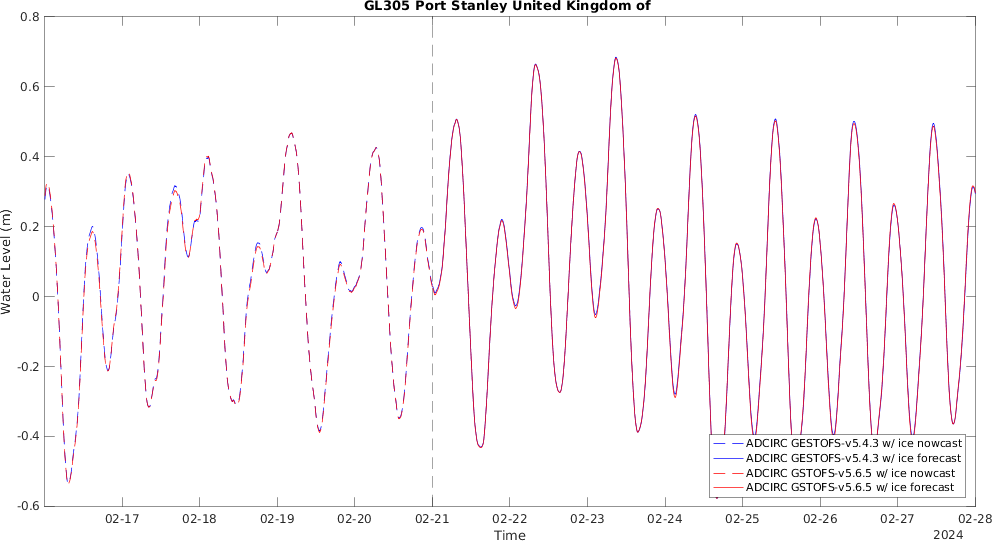 GL305 Port Stanley United Kingdom of
0.8
0.6
0.4
0.2
0
-0.2
-0.4
-0.6
Water Level (m)
ADCIRC GESTOFS-v5.4.3 w/ ice nowcast
ADCIRC GESTOFS-v5.4.3 w/ ice forecast
ADCIRC GSTOFS-v5.6.5 w/ ice nowcast
ADCIRC GSTOFS-v5.6.5 w/ ice forecast
02-17 02-18 02-19 02-20 02-21 02-22 02-23 02-24 02-25 02-26 02-27 02-28
Time
2024